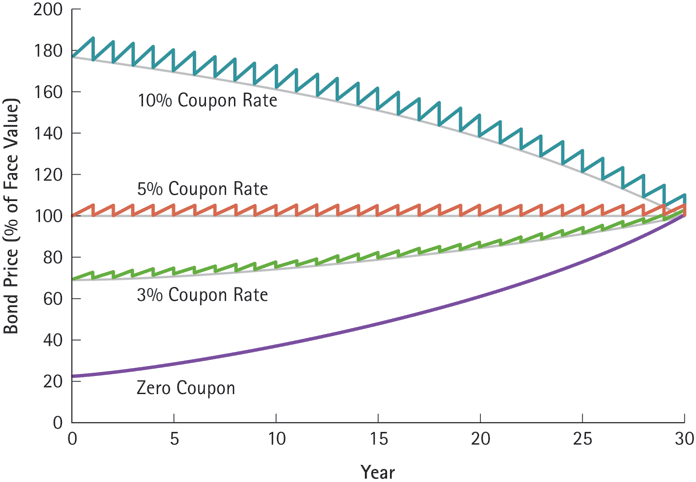 200
180
160
140
120
100
80
60
40
20
0
Bond Price (% of Face Value)
10% Coupon Rate
5% Coupon Rate
3% Coupon Rate
Zero Coupon
0 5 10 15 20 25 30
Year